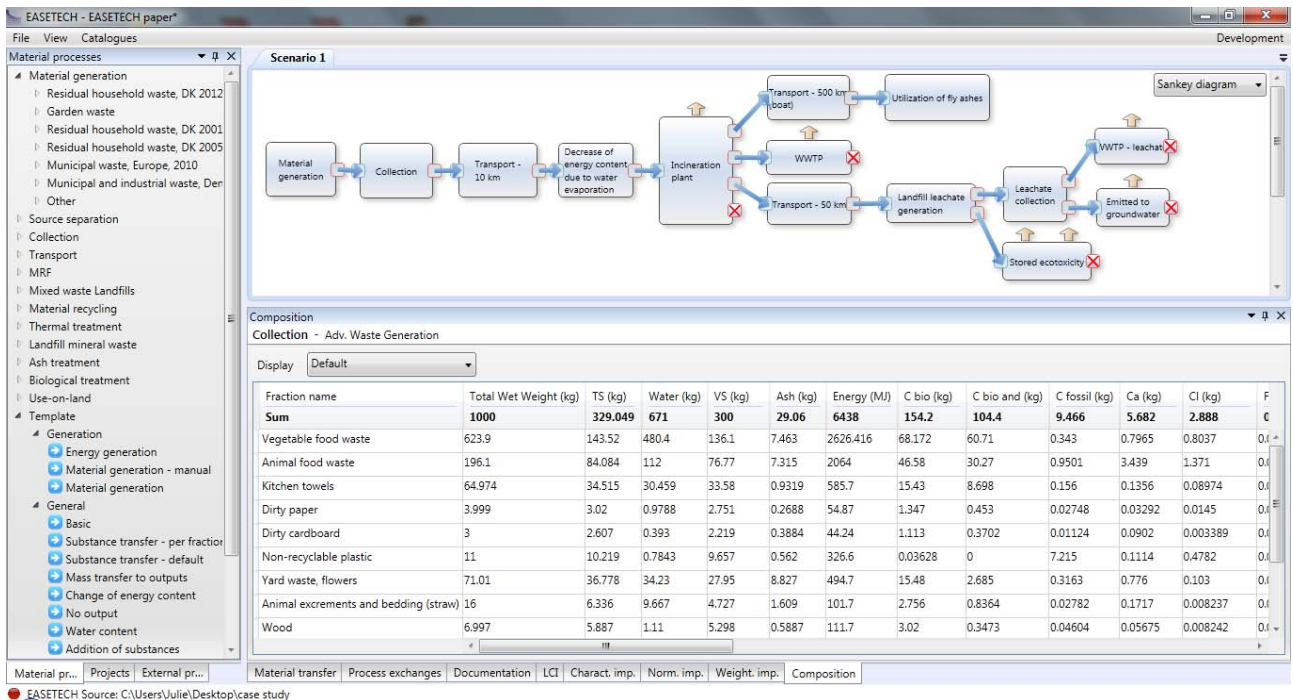 EASETECH - EASETECH paper*
File View Catalogues Development
Material processes
Material generation
Residual household waste, DK 2012
Garden waste
Residual household waste, DK 2001
Residual household waste, DK 2005
Municipal waste, Europe, 2010
Municipal and industrial waste, Der
Other
Source separation
Collection
Transport
MRF
Mixed waste Landfills
Material recycling
Thermal treatment
Landfill mineral waste
Ash treatment
Biological treatment
Use-on-land
Template
Generation
Energy generation
Material generation - manual
Material generation
General
Basic
Substance transfer - per fraction
Substance transfer - default
Mass transfer to outputs
Change of energy content
No output
Water content
Addition of substances
Material pr... Projects External pr...
Scenario 1
Sankey diagram
Material
generation
Collection
Transport -
10 km
Decrease of
energy content
due to water
evaporation
Incineration
plant
Transport - 500 km
(boat)
Utilization of fly ashes
WWTP
Transport - 50 km
Landfill leachate
generation
Leachate
collection
WWTP - leachat
Emitted to
groundwater
Stored ecotoxicity
Composition
Collection - Adv. Waste Generation
Display Default
Fraction name Total Wet Weight (kg) TS (kg) Water (kg) VS (kg) Ash (kg) Energy (MJ) C bio (kg) C bio and (kg) C fossil (kg) Ca (kg) Cl (kg) F
Sum 1000 329.049 671 300 29.06 6438 154.2 104.4 9.466 5.682 2.888
Vegetable food waste 623.9 143.52 480.4 136.1 7.463 2626.416 68.172 60.71 0.343 0.7965 0.8037
Animal food waste 196.1 84.084 112 76.77 7.315 2064 46.58 30.27 0.9501 3.439 1.371
Kitchen towels 64.974 34.515 30.459 33.58 0.9319 585.7 15.43 8.698 0.156 0.1356 0.08974
Dirty paper 3.999 3.02 0.9788 2.751 0.2688 54.87 1.347 0.453 0.02748 0.03292 0.0145
Dirty cardboard 3 2.607 0.393 2.219 0.3884 44.24 1.113 0.3702 0.01124 0.0902 0.003389
Non-recyclable plastic 11 10.219 0.7843 9.657 0.562 326.6 0.03628 0 7.215 0.1114 0.4782
Yard waste, flowers 71.01 36.778 34.23 27.95 8.827 494.7 15.48 2.685 0.3163 0.776 0.103
Animal excrements and bedding (straw) 16 6.336 9.667 4.727 1.609 101.7 2.756 0.8364 0.02782 0.1717 0.008237
Wood 6.997 5.887 1.11 5.298 0.5887 111.7 3.02 0.3473 0.04604 0.05675 0.008242
Material transfer Process exchanges Documentation LCI Charact. imp. Norm. imp. Weight. imp. Composition
EASETECH Source: C:\Users\Julie\Desktop\case study